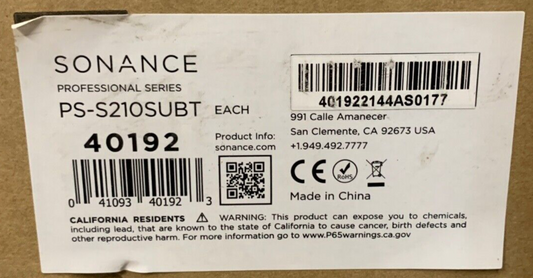 SONANCE
PROFESSIONAL SERIES
PS-S210SUBT EACH
40192
0 41093 40192 3
Product Info:
sonance.com
401922144AS0177
991 Calle Amanecer
San Clemente, CA 92673 USA
+1.949.492.7777
CE RoHS
Made in China
CALIFORNIA RESIDENTS ⚠ WARNING: This product can expose you to chemicals,
including lead, that are known to the state of California to cause cancer, birth defects and
other reproductive harm. For more information go to www.P65warnings.ca.gov